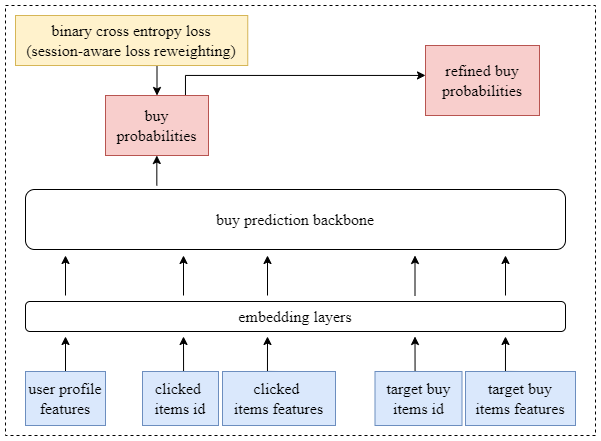 binary cross entropy loss
(session-aware loss reweighting)
refined buy
probabilities
buy
probabilities
buy prediction backbone
embedding layers
user profile
features
clicked
items id
clicked
items features
target buy
items id
target buy
items features